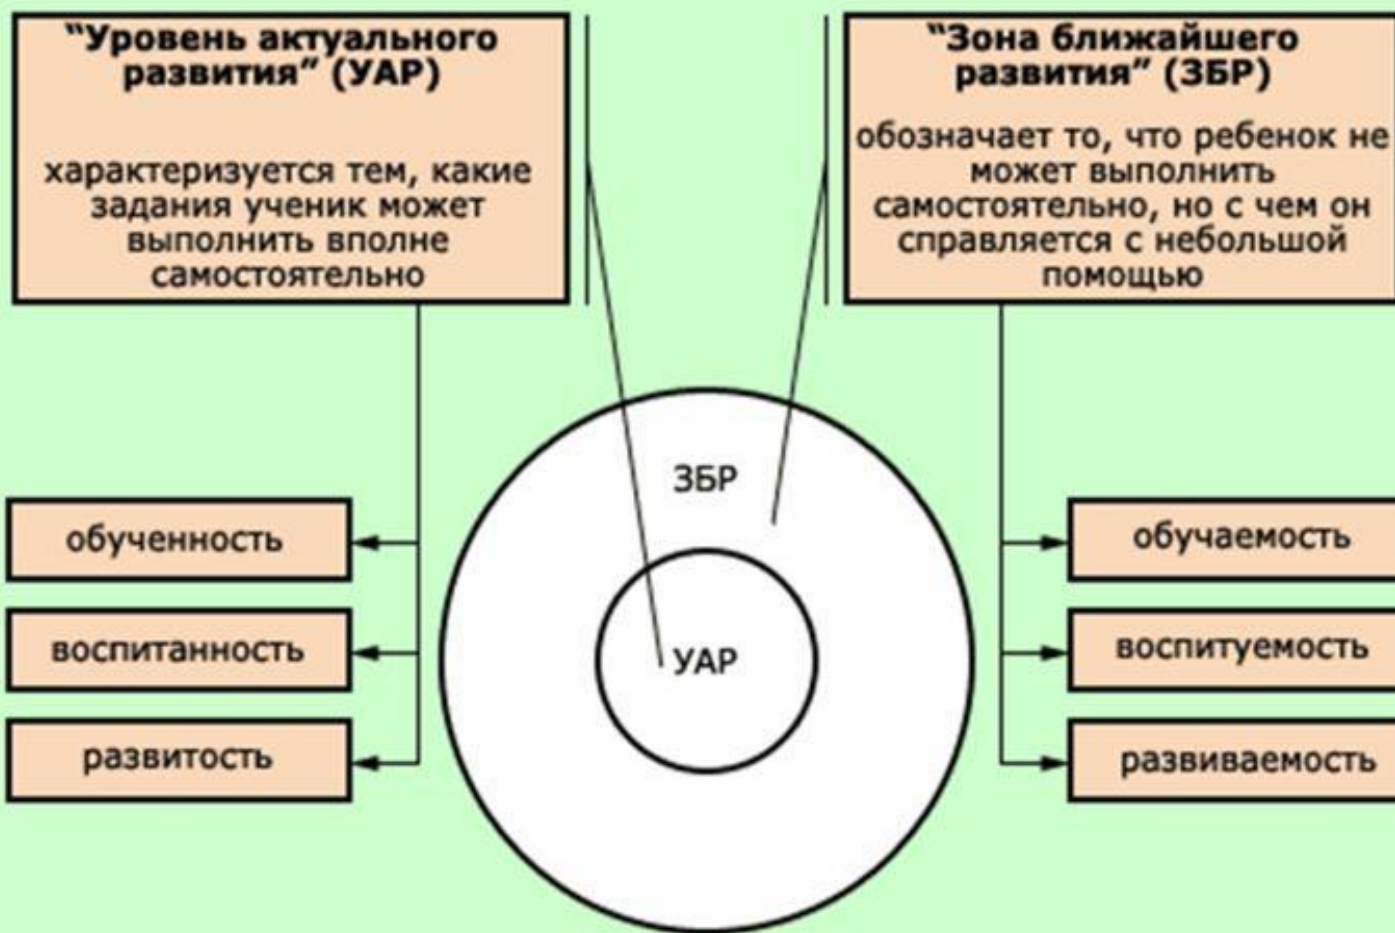 “Уровень актуального
развития” (УАР)
характеризуется тем, какие
задания ученик может
выполнить вполне
самостоятельно
“Зона ближайшего
развития” (ЗБР)
обозначает то, что ребенок не
может выполнить
самостоятельно, но с чем он
справляется с небольшой
помощью
ЗБР
УАР
обученность
воспитанность
развитость
обучаемость
воспитуемость
развиваемость